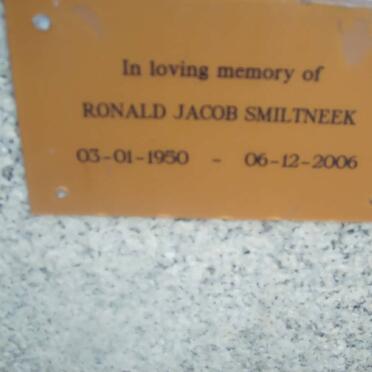 In loving memory of
RONALD JACOB SMILTNEEK
03-01-1950 - 06-12-2006